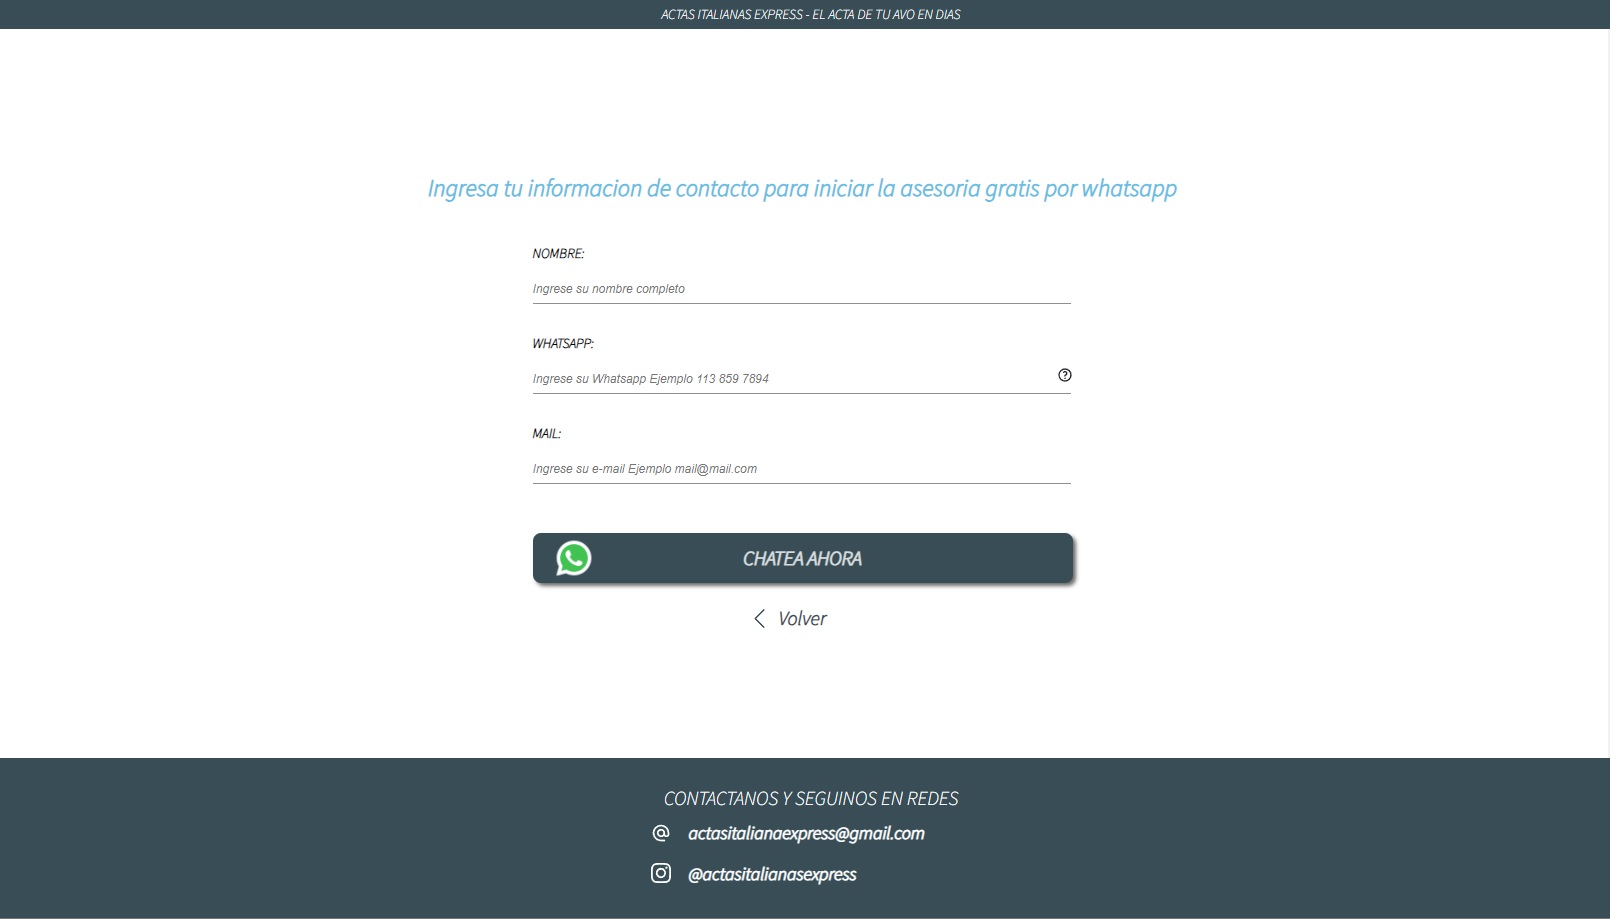 ACTAS ITALIANAS EXPRESS - EL ACTA DE TU AVO EN DIAS
Ingresa tu informacion de contacto para iniciar la asesoria gratis por whatsapp
NOMBRE:
Ingrese su nombre completo
WHATSAPP:
Ingrese su Whatsapp Ejemplo 113 859 7894
MAIL:
Ingrese su e-mail Ejemplo mail@mail.com
CHATEA AHORA
Volver
CONTACTANOS Y SEGUINOS EN REDES
actasitalianaexpress@gmail.com
@actasitalianasexpress